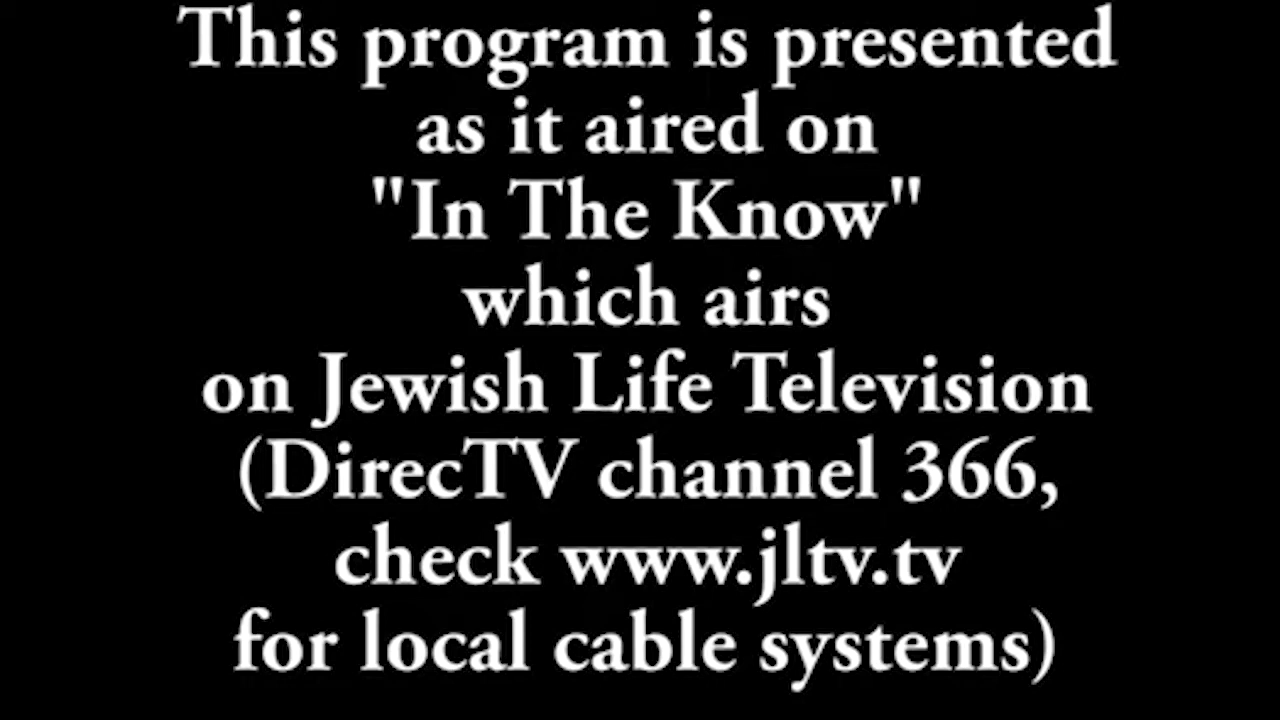 This program is presented
as it aired on
"In The Know"
which airs
on Jewish Life Television
(DirecTV channel 366,
check www.jltv.tv
for local cable systems)